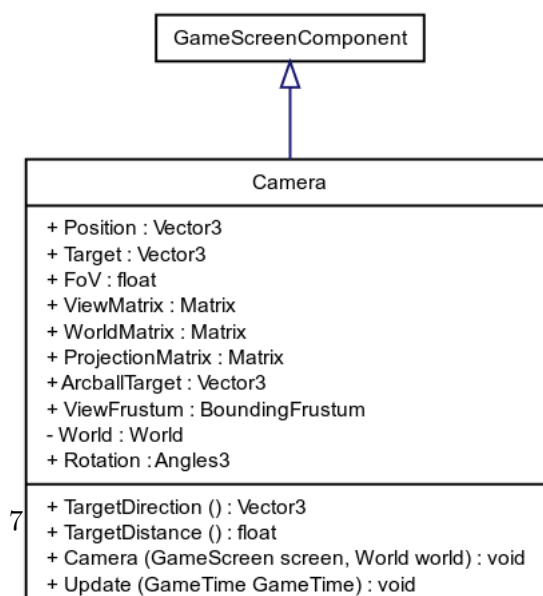 GameScreenComponent
Camera
+ Position : Vector3
+ Target : Vector3
+ FoV : float
+ ViewMatrix : Matrix
+ WorldMatrix : Matrix
+ ProjectionMatrix : Matrix
+ ArcballTarget : Vector3
+ ViewFrustum : BoundingFrustum
- World : World
+ Rotation : Angles3
7
+ TargetDirection () : Vector3
+ TargetDistance () : float
+ Camera (GameScreen screen, World world) : void
+ Update (GameTime GameTime) : void